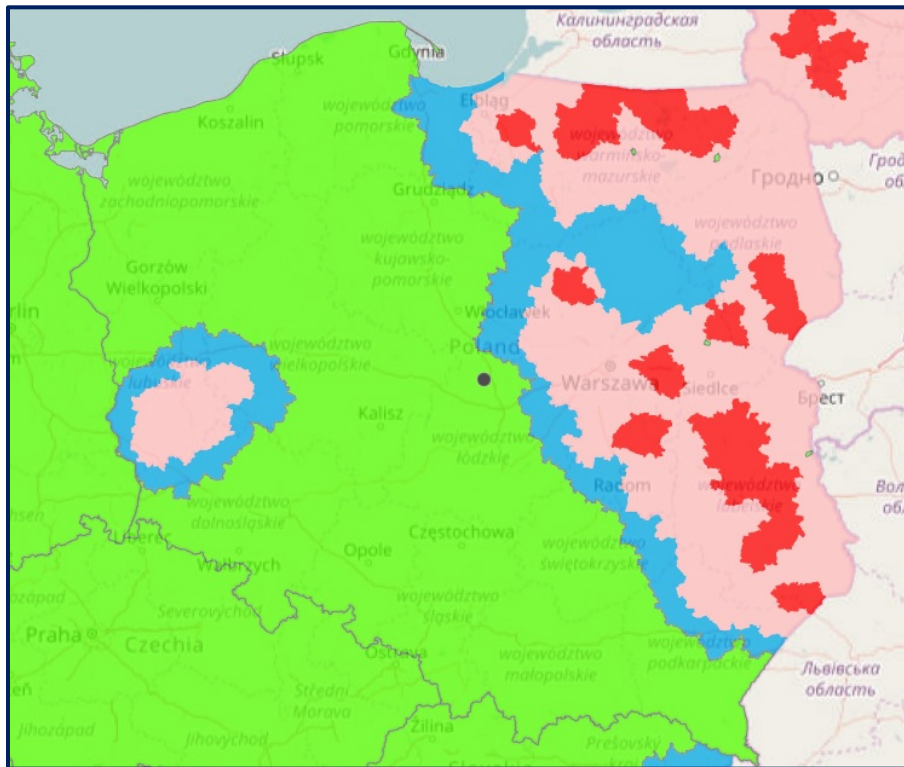 Калининградская
область
Gdynia
Słupsk
Elbląg
Koszalin
województwo
pomorskie
województwo
warmińsko-
mazurskie
Grudziądz
Гродно
województwo
zachodniopomorskie
województwo
kujawsko-
pomorskie
województwo
podlaskie
Gorzów
Wielkopolski
Włocławek
województwo
wielkopolskie
Poland
województwo
lubuskie
Warszawa
Siedlce
Брест
Kalisz
województwo
łódzkie
Radom
województwo
lubelskie
województwo
dolnośląskie
Liberec
Częstochowa
Wałbrzych
Opole
województwo
świętokrzyskie
województwo
śląskie
Severovýchod
Praha
Czechia
Ostrava
województwo
małopolskie
województwo
podkarpackie
Львівська
область
Střední
Morava
Jihozápad
Jihovýchod
Žilina
Prešovský